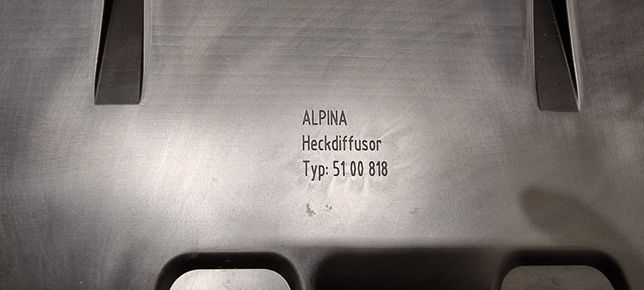 ALPINA
Heckdiffusor
Typ: 51 00 818